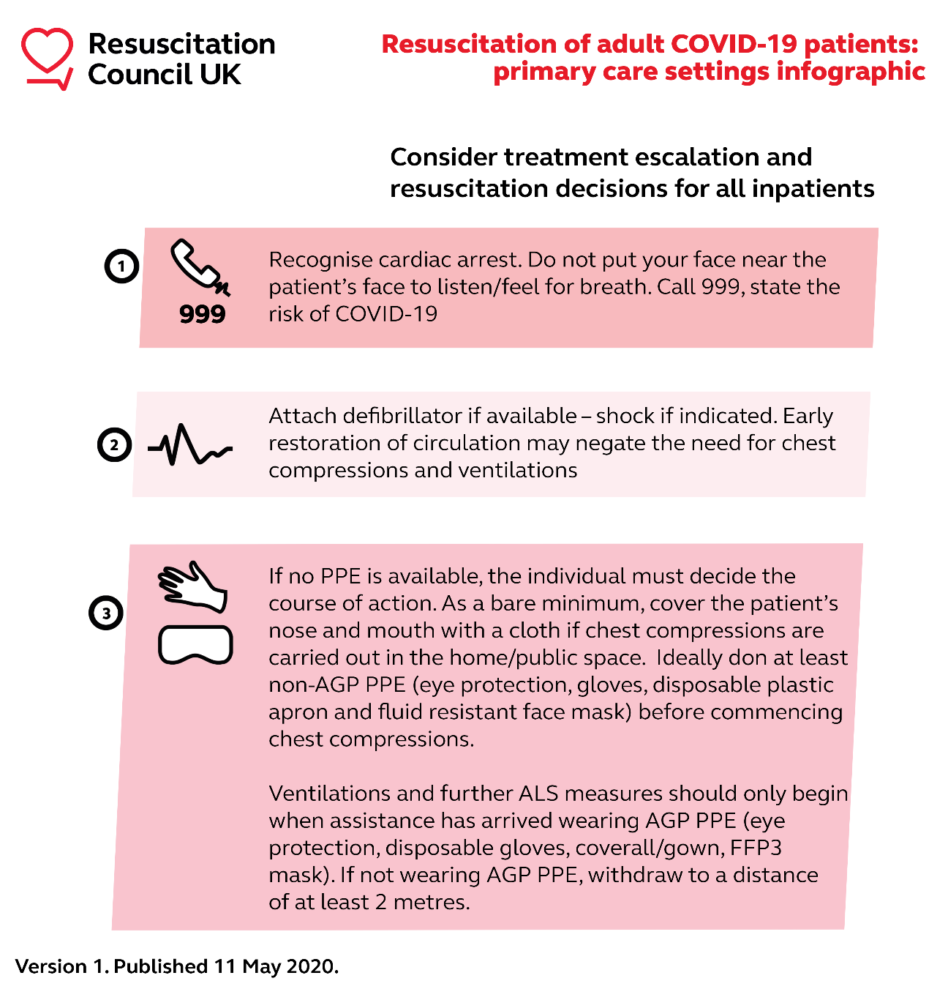 Resuscitation
Council UK
Resuscitation of adult COVID-19 patients:
primary care settings infographic
Consider treatment escalation and
resuscitation decisions for all inpatients
1
999
Recognise cardiac arrest. Do not put your face near the
patient's face to listen/feel for breath. Call 999, state the
risk of COVID-19
2
Attach defibrillator if available – shock if indicated. Early
restoration of circulation may negate the need for chest
compressions and ventilations
3
If no PPE is available, the individual must decide the
course of action. As a bare minimum, cover the patient's
nose and mouth with a cloth if chest compressions are
carried out in the home/public space.  Ideally don at least
non-AGP PPE (eye protection, gloves, disposable plastic
apron and fluid resistant face mask) before commencing
chest compressions.
Ventilations and further ALS measures should only begin
when assistance has arrived wearing AGP PPE (eye
protection, disposable gloves, coverall/gown, FFP3
mask). If not wearing AGP PPE, withdraw to a distance
of at least 2 metres.
Version 1. Published 11 May 2020.